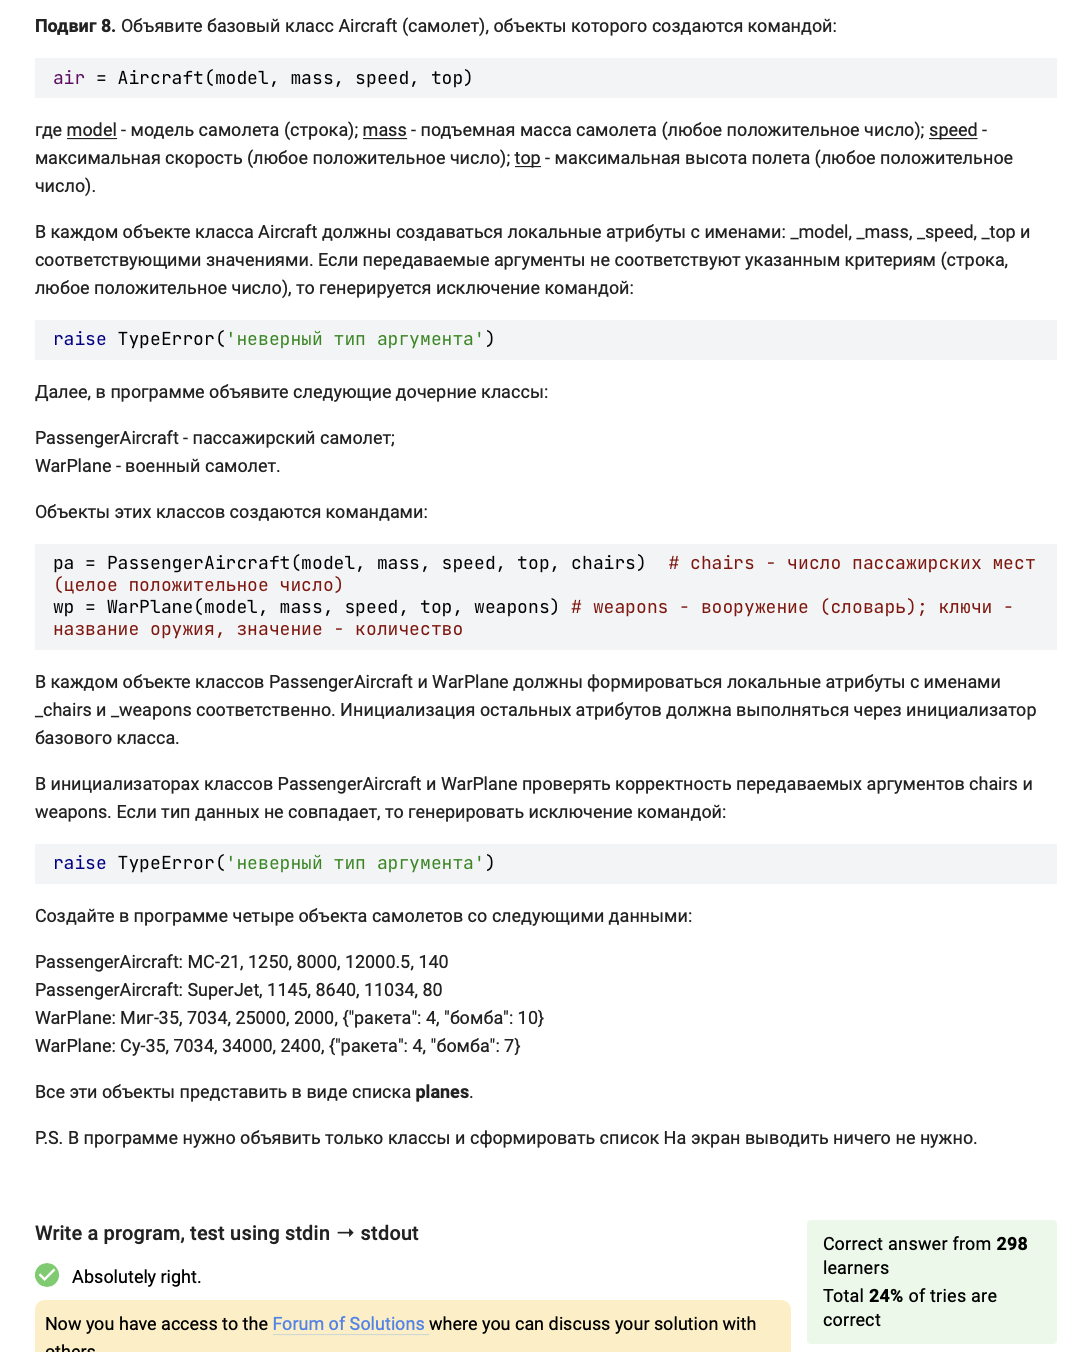 Подвиг 8. Объявите базовый класс Aircraft (самолет), объекты которого создаются командой:
air = Aircraft(model, mass, speed, top)
где model - модель самолета (строка); mass - подъемная масса самолета (любое положительное число); speed -
максимальная скорость (любое положительное число); top - максимальная высота полета (любое положительное
число).
В каждом объекте класса Aircraft должны создаваться локальные атрибуты с именами: _model, _mass, _speed, _top и
соответствующими значениями. Если передаваемые аргументы не соответствуют указанным критериям (строка,
любое положительное число), то генерируется исключение командой:
raise TypeError('неверный тип аргумента')
Далее, в программе объявите следующие дочерние классы:
PassengerAircraft - пассажирский самолет;
WarPlane - военный самолет.
Объекты этих классов создаются командами:
pa = PassengerAircraft(model, mass, speed, top, chairs)  # chairs - число пассажирских мест
(целое положительное число)
wp = WarPlane(model, mass, speed, top, weapons) # weapons - вооружение (словарь); ключи -
название оружия, значение - количество
В каждом объекте классов PassengerAircraft и WarPlane должны формироваться локальные атрибуты с именами
_chairs и _weapons соответственно. Инициализация остальных атрибутов должна выполняться через инициализатор
базового класса.
В инициализаторах классов PassengerAircraft и WarPlane проверять корректность передаваемых аргументов chairs и
weapons. Если тип данных не совпадает, то генерировать исключение командой:
raise TypeError('неверный тип аргумента')
Создайте в программе четыре объекта самолетов со следующими данными:
PassengerAircraft: МС-21, 1250, 8000, 12000.5, 140
PassengerAircraft: SuperJet, 1145, 8640, 11034, 80
WarPlane: Миг-35, 7034, 25000, 2000, {"ракета": 4, "бомба": 10}
WarPlane: Су-35, 7034, 34000, 2400, {"ракета": 4, "бомба": 7}
Все эти объекты представить в виде списка planes.
P.S. В программе нужно объявить только классы и сформировать список На экран выводить ничего не нужно.
Write a program, test using stdin → stdout
Absolutely right.
Now you have access to the Forum of Solutions where you can discuss your solution with
others.
Correct answer from 298
learners
Total 24% of tries are
correct